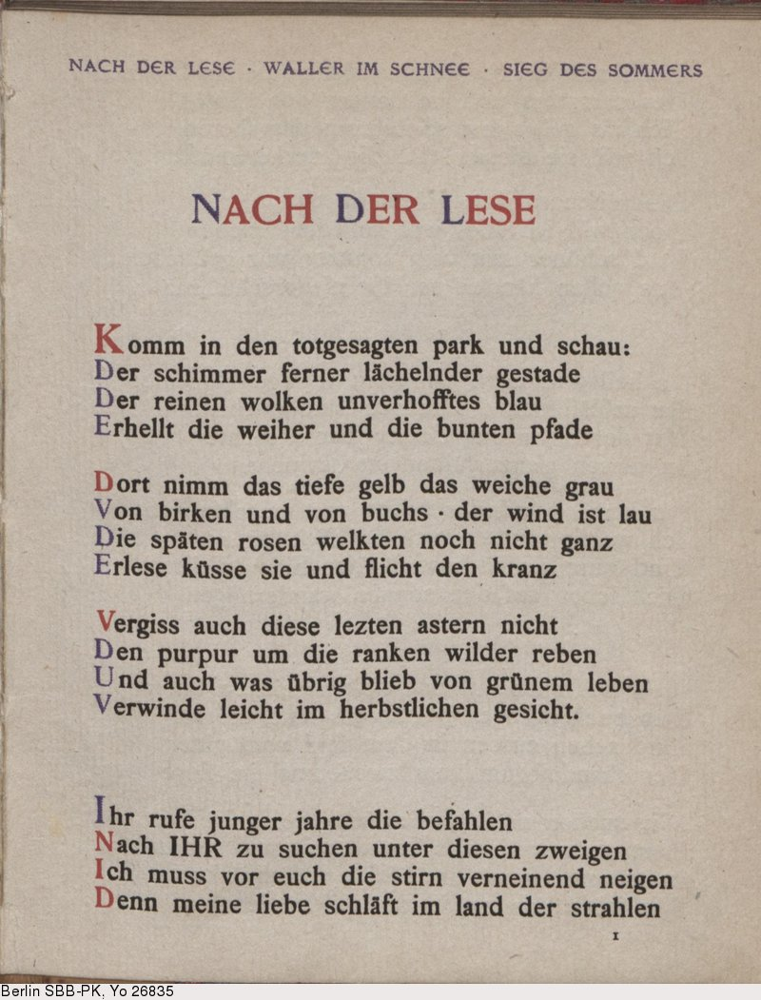 NACH DER LESE · WALLER IM SCHNEE · SIEG DES SOMMERS
NACH DER LESE
Komm in den totgesagten park und schau:
Der schimmer ferner lächelnder gestade
Der reinen wolken unverhofftes blau
Erhellt die weiher und die bunten pfade
Dort nimm das tiefe gelb das weiche grau
Von birken und von buchs · der wind ist lau
Die späten rosen welkten noch nicht ganz
Erlese küsse sie und flicht den kranz
Vergiss auch diese lezten astern nicht
Den purpur um die ranken wilder reben
Und auch was übrig blieb von grünem leben
Verwinde leicht im herbstlichen gesicht.
Ihr rufe junger jahre die befahlen
Nach IHR zu suchen unter diesen zweigen
Ich muss vor euch die stirn verneinend neigen
Denn meine liebe schläft im land der strahlen
1
Berlin SBB-PK, Yo 26835